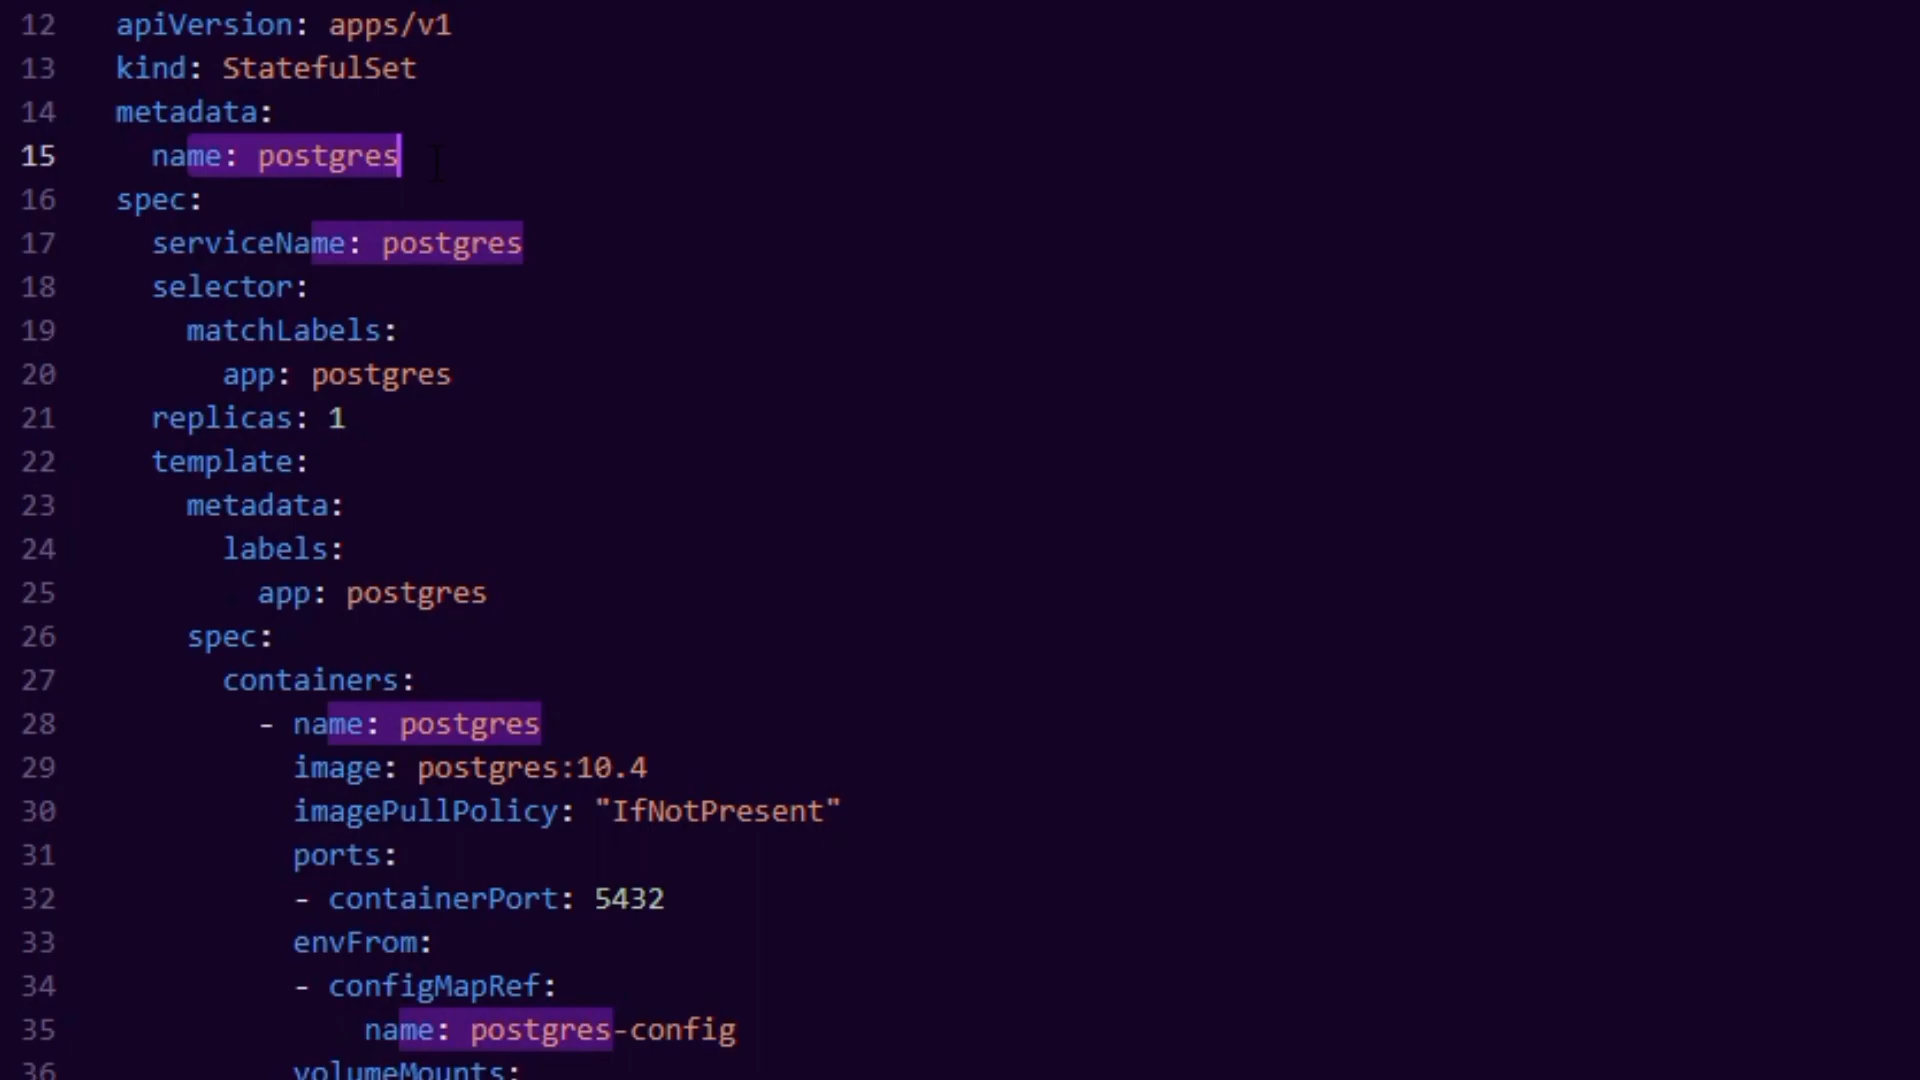 12 apiVersion: apps/v1
13 kind: StatefulSet
14 metadata:
15   name: postgres
16 spec:
17   serviceName: postgres
18   selector:
19     matchLabels:
20       app: postgres
21   replicas: 1
22   template:
23     metadata:
24       labels:
25         app: postgres
26     spec:
27       containers:
28         - name: postgres
29           image: postgres:10.4
30           imagePullPolicy: "IfNotPresent"
31           ports:
32           - containerPort: 5432
33           envFrom:
34           - configMapRef:
35               name: postgres-config
36           volumeMounts: